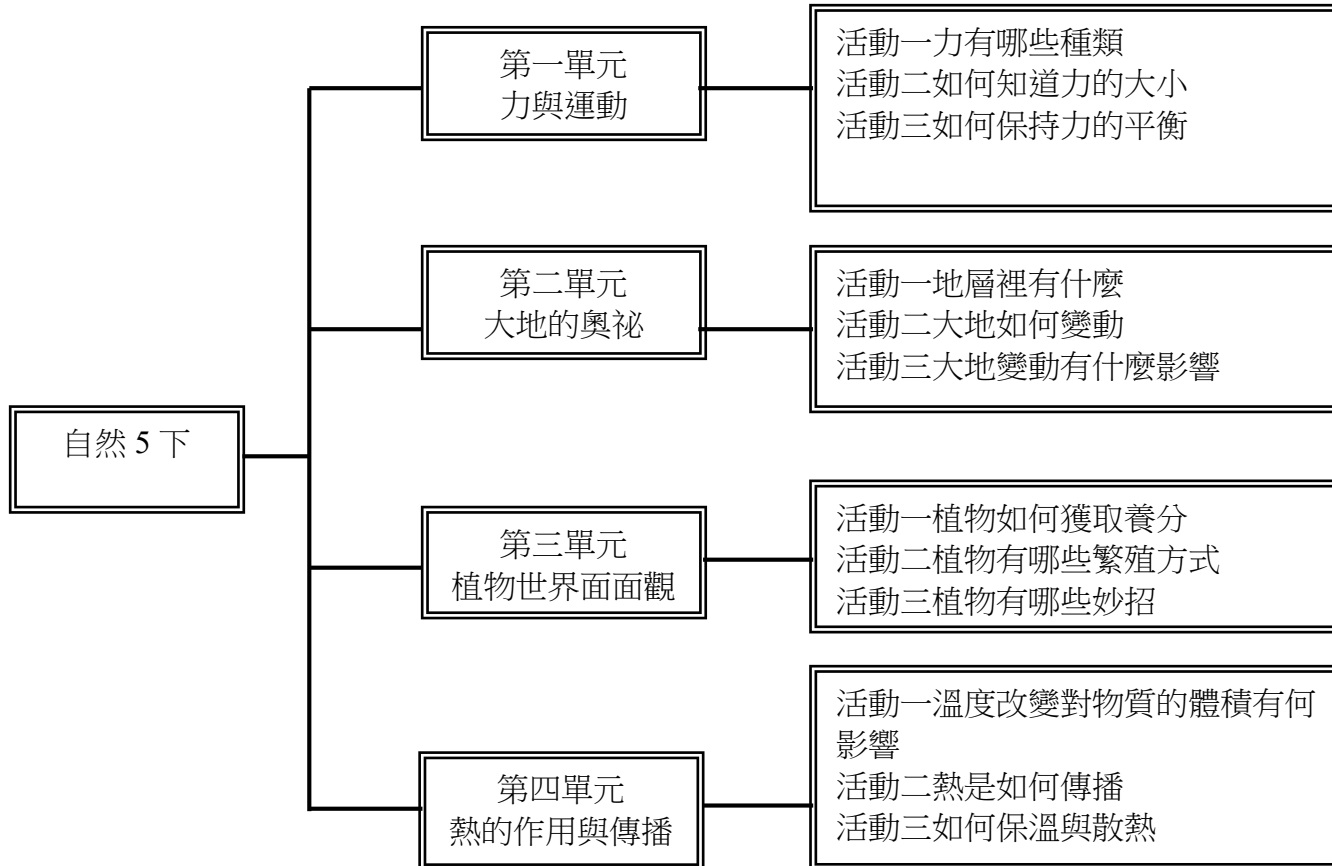 自然 5 下
第一單元
力與運動
活動一力有哪些種類
活動二如何知道力的大小
活動三如何保持力的平衡
第二單元
大地的奧祕
活動一地層裡有什麼
活動二大地如何變動
活動三大地變動有什麼影響
第三單元
植物世界面面觀
活動一植物如何獲取養分
活動二植物有哪些繁殖方式
活動三植物有哪些妙招
第四單元
熱的作用與傳播
活動一溫度改變對物質的體積有何
影響
活動二熱是如何傳播
活動三如何保溫與散熱